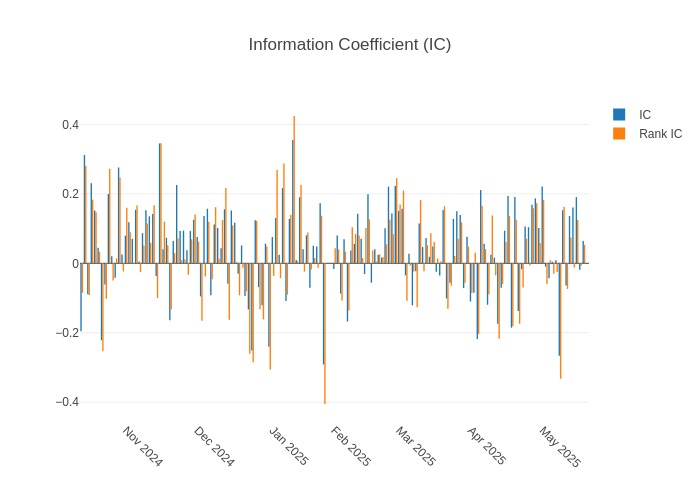 Information Coefficient (IC)
IC
Rank IC
0.4
0.2
0
−0.2
−0.4
Nov 2024
Dec 2024
Jan 2025
Feb 2025
Mar 2025
Apr 2025
May 2025